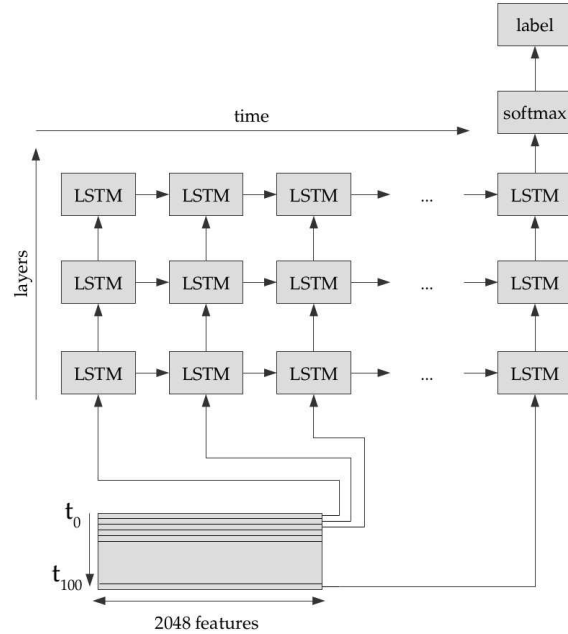 label
softmax
time
layers
LSTM LSTM LSTM ... LSTM
LSTM LSTM LSTM ... LSTM
LSTM LSTM LSTM ... LSTM
t0
t100
2048 features